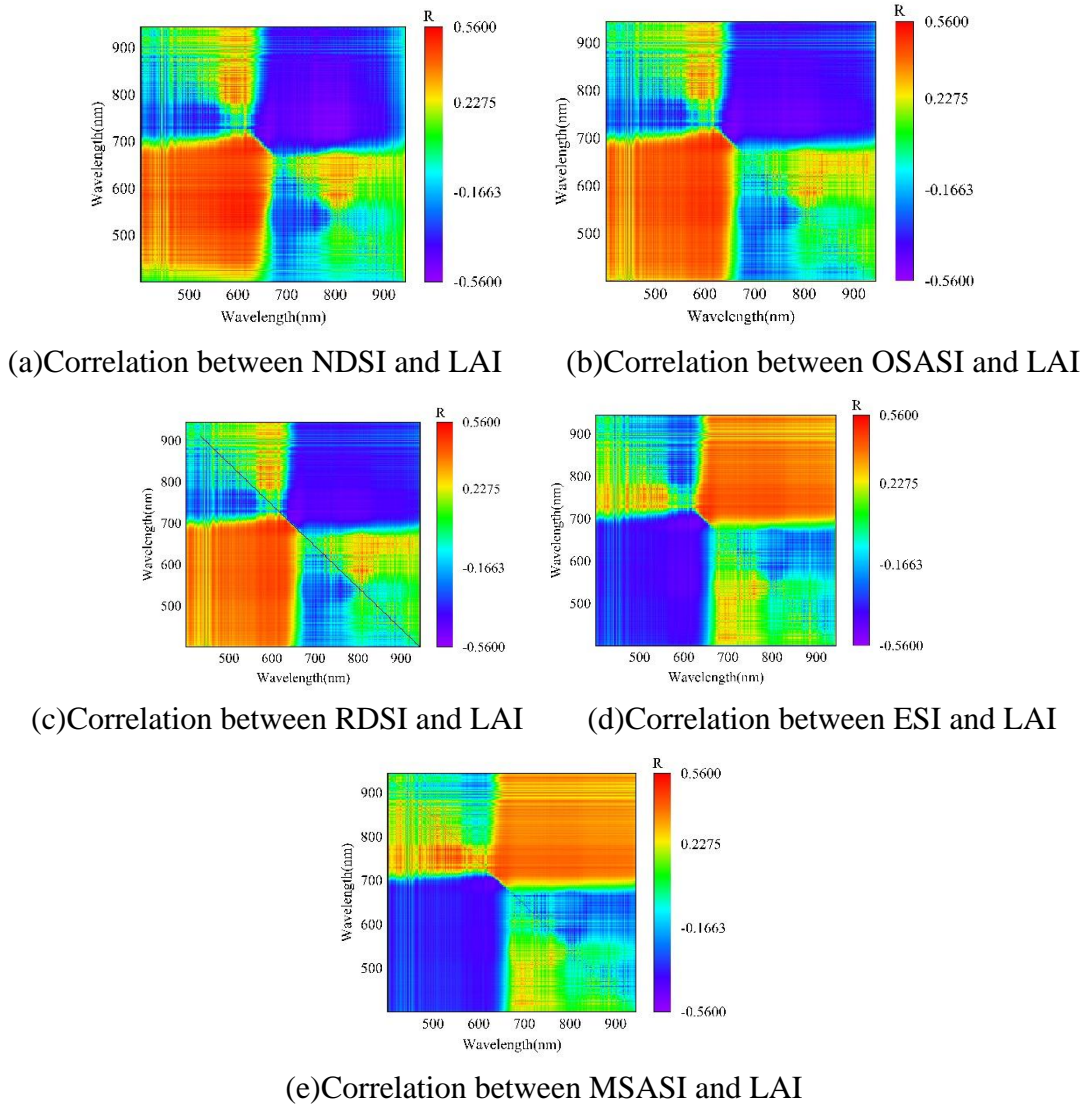 R
0.5600
900
800
0.2275
700
600
-0.1663
500
-0.5600
500 600 700 800 900
Wavelength(nm)
Wavelength(nm)
R
0.5600
900
800
0.2275
700
600
-0.1663
500
-0.5600
500 600 700 800 900
Wavelength(nm)
Wavelength(nm)
(a)Correlation between NDSI and LAI
(b)Correlation between OSASI and LAI
R
0.5600
900
800
0.2275
700
600
-0.1663
500
-0.5600
500 600 700 800 900
Wavelength(nm)
Wavelength(nm)
R
0.5600
900
800
0.2275
700
600
-0.1663
500
-0.5600
500 600 700 800 900
Wavelength(nm)
Wavelength(nm)
(c)Correlation between RDSI and LAI
(d)Correlation between ESI and LAI
R
0.5600
900
800
0.2275
700
600
-0.1663
500
-0.5600
500 600 700 800 900
Wavelength(nm)
Wavelength(nm)
(e)Correlation between MSASI and LAI